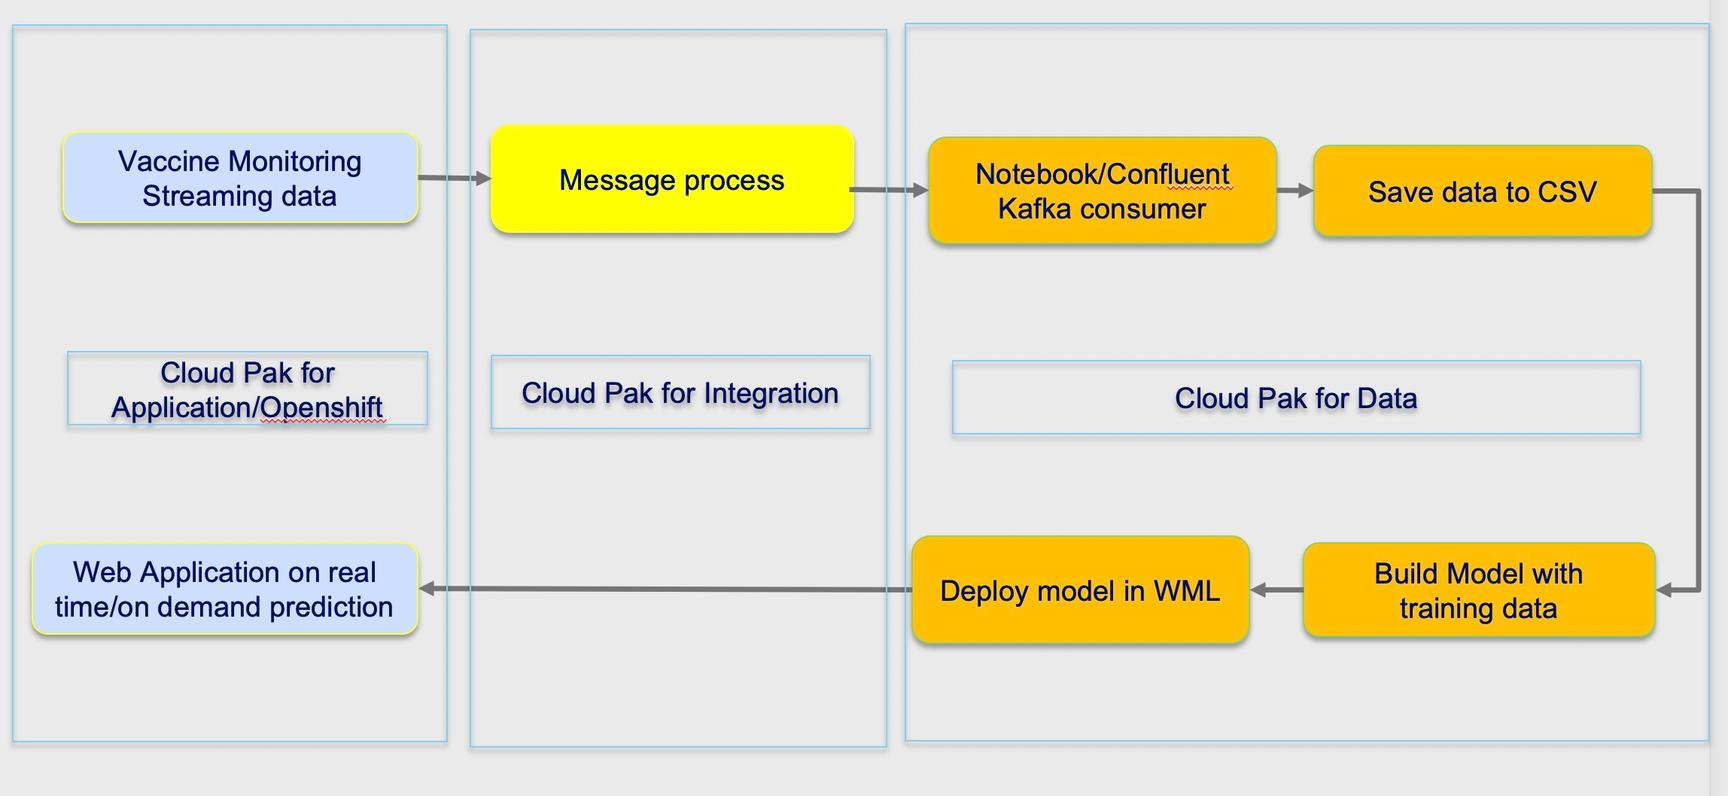 Vaccine Monitoring
Streaming data
Message process
Notebook/Confluent
Kafka consumer
Save data to CSV
Cloud Pak for
Application/Openshift
Cloud Pak for Integration
Cloud Pak for Data
Web Application on real
time/on demand prediction
Deploy model in WML
Build Model with
training data